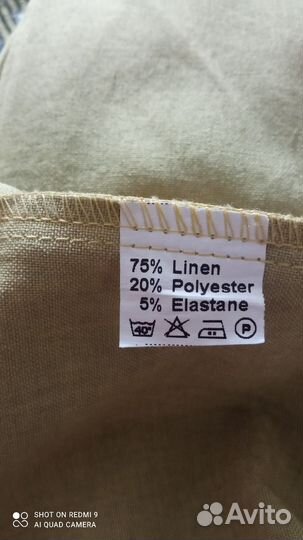 75% Linen
20% Polyester
5% Elastane
40°
P
SHOT ON REDMI 9
AI QUAD CAMERA
Avito